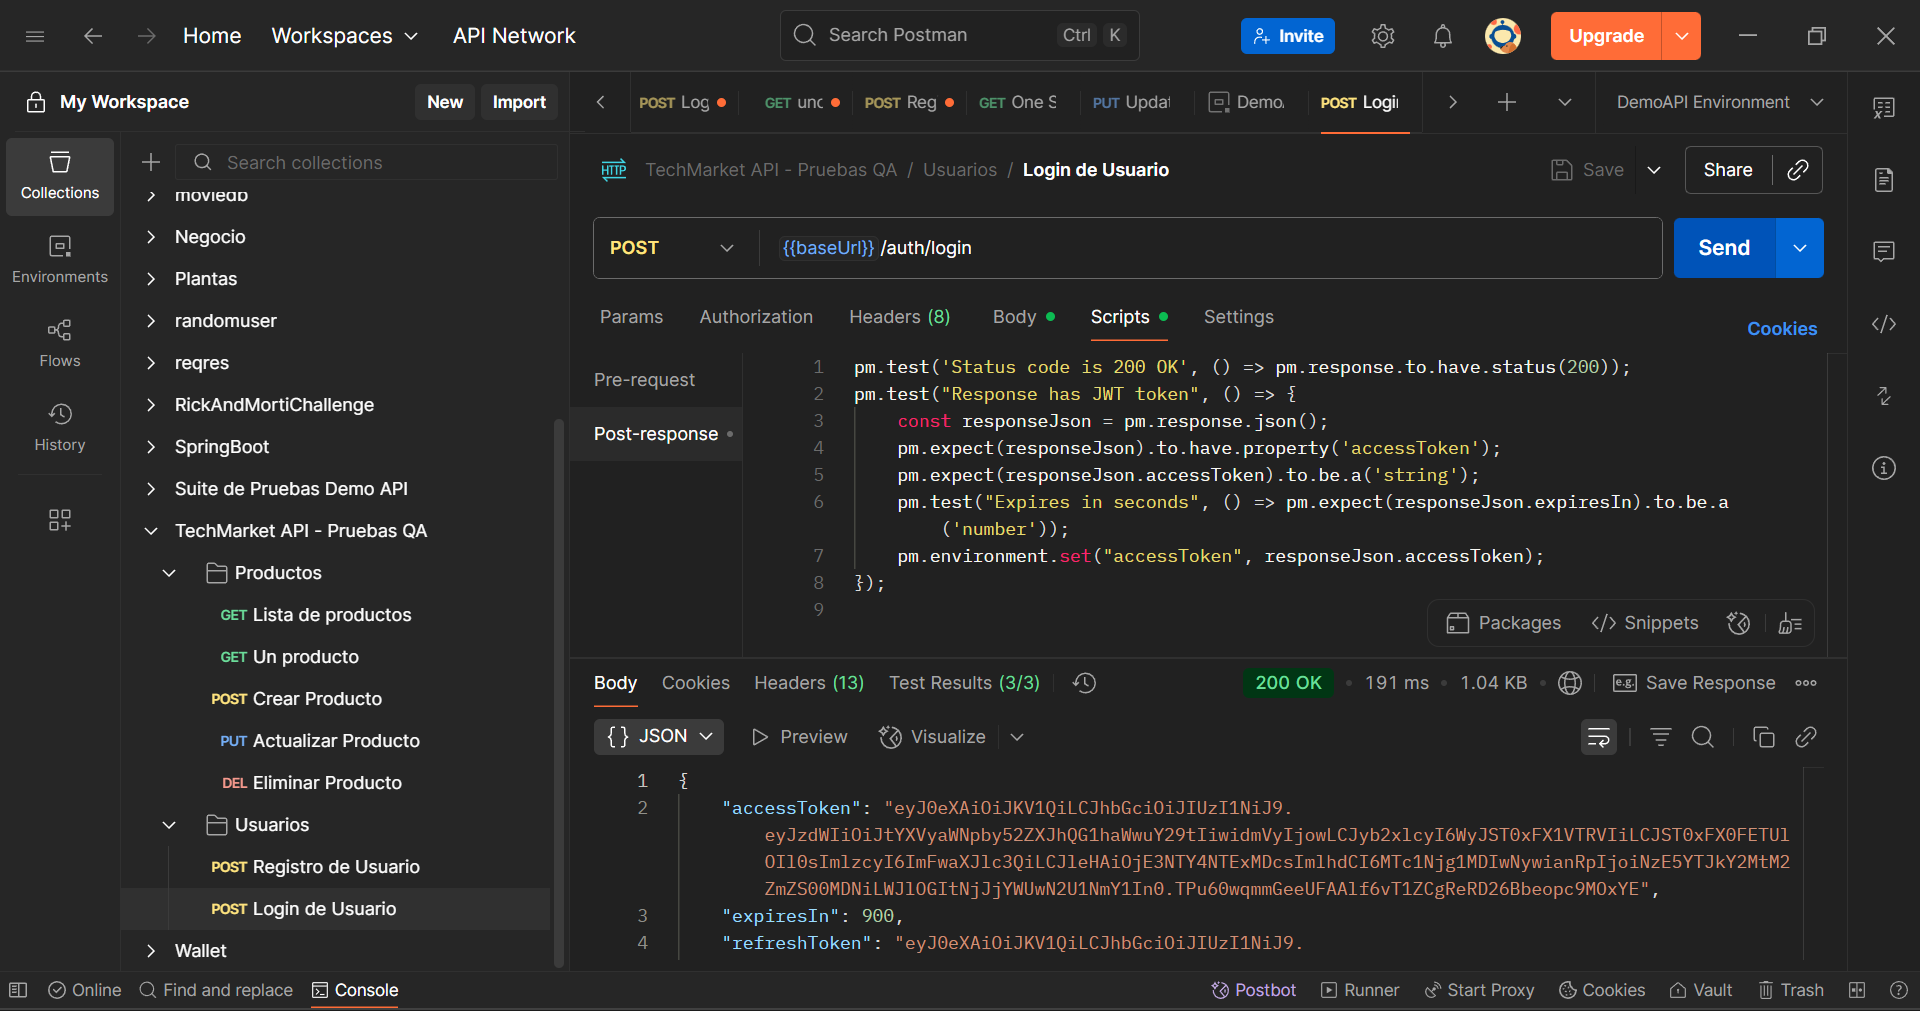 Home
Workspaces
API Network
Search Postman
Ctrl K
Invite
Upgrade
My Workspace
New
Import
POST Log
GET unc
POST Reg
GET One S
PUT Updat
Demo
POST Logi
DemoAPI Environment
Collections
Environments
Flows
History
Search collections
moviedb
Negocio
Plantas
randomuser
reqres
RickAndMortiChallenge
SpringBoot
Suite de Pruebas Demo API
TechMarket API - Pruebas QA
Productos
GET Lista de productos
GET Un producto
POST Crear Producto
PUT Actualizar Producto
DEL Eliminar Producto
Usuarios
POST Registro de Usuario
POST Login de Usuario
Wallet
HTTP TechMarket API - Pruebas QA / Usuarios / Login de Usuario
Save
Share
POST
{{baseUrl}} /auth/login
Send
Params
Authorization
Headers (8)
Body
Scripts
Settings
Cookies
Pre-request
Post-response
1 pm.test('Status code is 200 OK', () => pm.response.to.have.status(200));
2 pm.test("Response has JWT token", () => {
3 const responseJson = pm.response.json();
4 pm.expect(responseJson).to.have.property('accessToken');
5 pm.expect(responseJson.accessToken).to.be.a('string');
6 pm.test("Expires in seconds", () => pm.expect(responseJson.expiresIn).to.be.a
('number'));
7 pm.environment.set("accessToken", responseJson.accessToken);
8 });
9
Packages
</> Snippets
Body
Cookies
Headers (13)
Test Results (3/3)
200 OK
191 ms
1.04 KB
e.g. Save Response
{} JSON
Preview
Visualize
1 {
2 "accessToken": "eyJ0eXAiOiJKV1QiLCJhbGciOiJIUzI1NiJ9.
eyJzdWIiOiJtYXVyaWNpby52ZXJhQG1haWwuY29tIiwidmVyIjowLCJyb2xlcyI6WyJST0xFX1VTRVIiLCJST0xFX0FETUl
OIl0sImlzcyI6ImFwaXJlc3QiLCJleHAiOjE3NTY4NTExMDcsImlhdCI6MTc1Njg1MDIwNywianRpIjoiNzE5YTJkY2MtM2
ZmZS00MDNiLWJlOGItNjJjYWUwN2U1NmY1In0.TPu60wqmmGeeUFAAlf6vT1ZCgReRD26Bbeopc9MOxYE",
3 "expiresIn": 900,
4 "refreshToken": "eyJ0eXAiOiJKV1QiLCJhbGciOiJIUzI1NiJ9.
Online
Find and replace
Console
Postbot
Runner
Start Proxy
Cookies
Vault
Trash